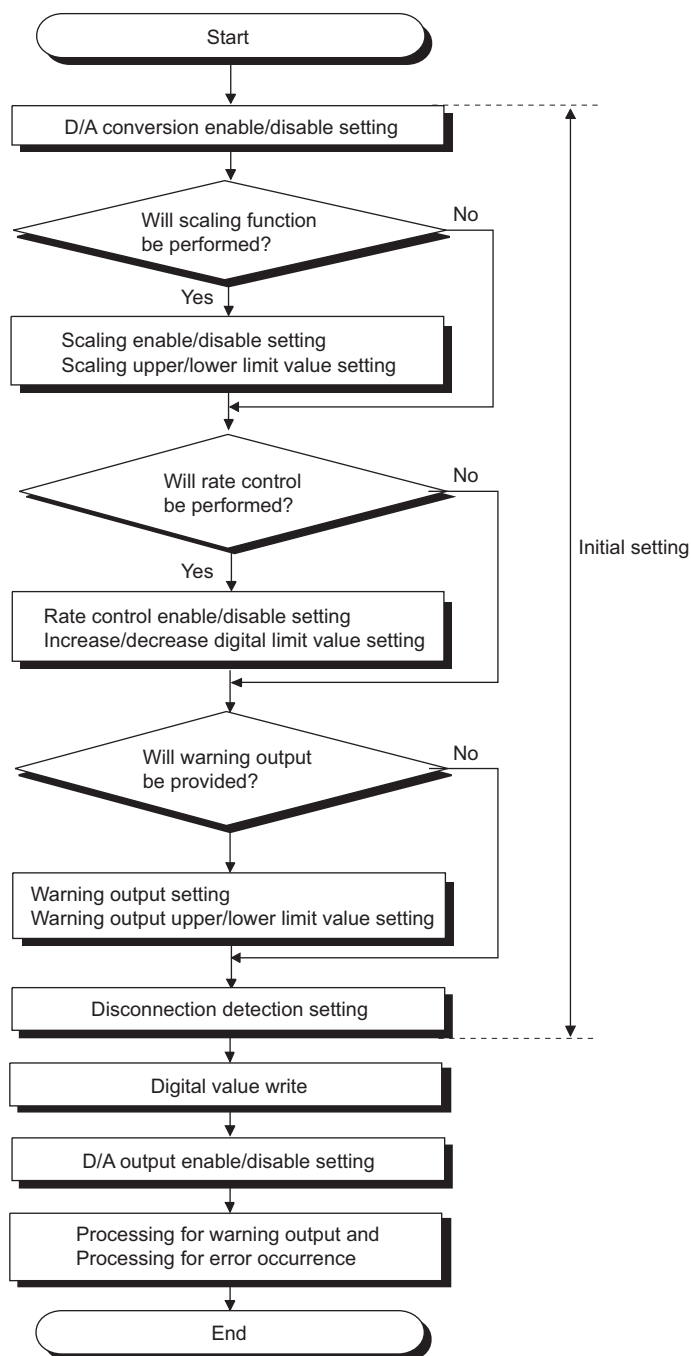 Start
D/A conversion enable/disable setting
Will scaling function
be performed?
No
Yes
Scaling enable/disable setting
Scaling upper/lower limit value setting
Will rate control
be performed?
No
Initial setting
Yes
Rate control enable/disable setting
Increase/decrease digital limit value setting
Will warning output
be provided?
No
Warning output setting
Warning output upper/lower limit value setting
Disconnection detection setting
Digital value write
D/A output enable/disable setting
Processing for warning output and
Processing for error occurrence
End